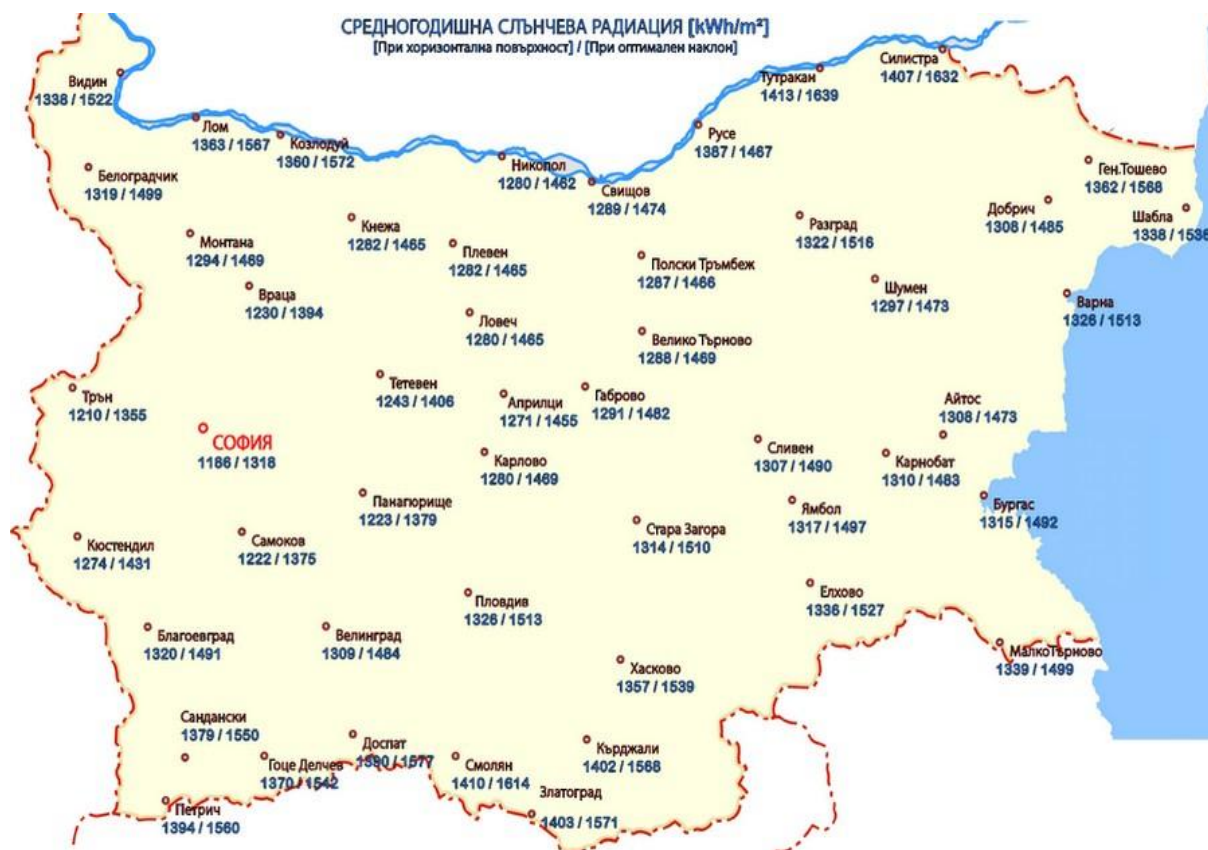 СРЕДНОГОДИШНА СЛЪНЧЕВА РАДИАЦИЯ [kWh/m²]
[При хоризонтална повърхност] / [При оптимален наклон]
Видин
1338 / 1522
Лом
1363 / 1567
Козлодуй
1360 / 1572
Белоградчик
1319 / 1499
Никопол
1280 / 1462
Свищов
1289 / 1474
Русе
1387 / 1467
Тутракан
1413 / 1639
Силистра
1407 / 1632
Ген.Тошево
1362 / 1568
Добрич
1308 / 1485
Шабла
1338 / 1536
Монтана
1294 / 1469
Кнежа
1282 / 1465
Плевен
1282 / 1465
Полски Тръмбеж
1287 / 1466
Разград
1322 / 1516
Шумен
1297 / 1473
Варна
1326 / 1513
Враца
1230 / 1394
Ловеч
1280 / 1465
Велико Търново
1288 / 1469
Трън
1210 / 1355
Тетевен
1243 / 1406
Априлци
1271 / 1455
Габрово
1291 / 1482
Айтос
1308 / 1473
СОФИЯ
1186 / 1318
Карлово
1280 / 1469
Сливен
1307 / 1490
Карнобат
1310 / 1483
Панагюрище
1223 / 1379
Ямбол
1317 / 1497
Бургас
1315 / 1492
Кюстендил
1274 / 1431
Самоков
1222 / 1375
Стара Загора
1314 / 1510
Пловдив
1326 / 1513
Елхово
1336 / 1527
Благоевград
1320 / 1491
Велинград
1309 / 1484
Хасково
1357 / 1539
МалкоТърново
1339 / 1499
Сандански
1379 / 1550
Гоце Делчев
1370 / 1542
Доспат
1390 / 1577
Смолян
1410 / 1614
Кърджали
1402 / 1568
Златоград
1403 / 1571
Петрич
1394 / 1560